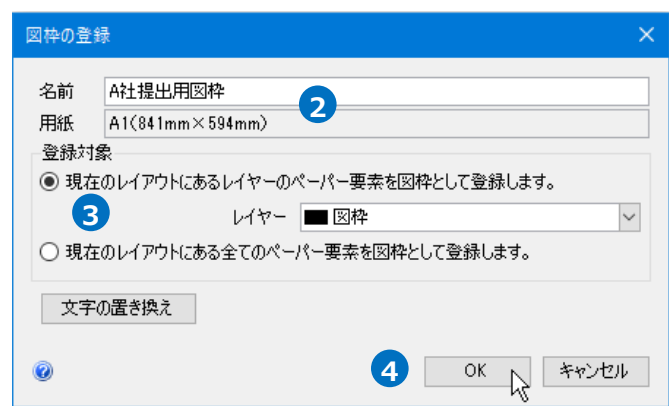 図枠の登録
名前 A社提出用図枠 2
用紙 A1(841mm×594mm)
登録対象
現在のレイアウトにあるレイヤーのペーパー要素を図枠として登録します。
3 レイヤー 図枠
現在のレイアウトにある全てのペーパー要素を図枠として登録します。
文字の置き換え
? 4 OK キャンセル